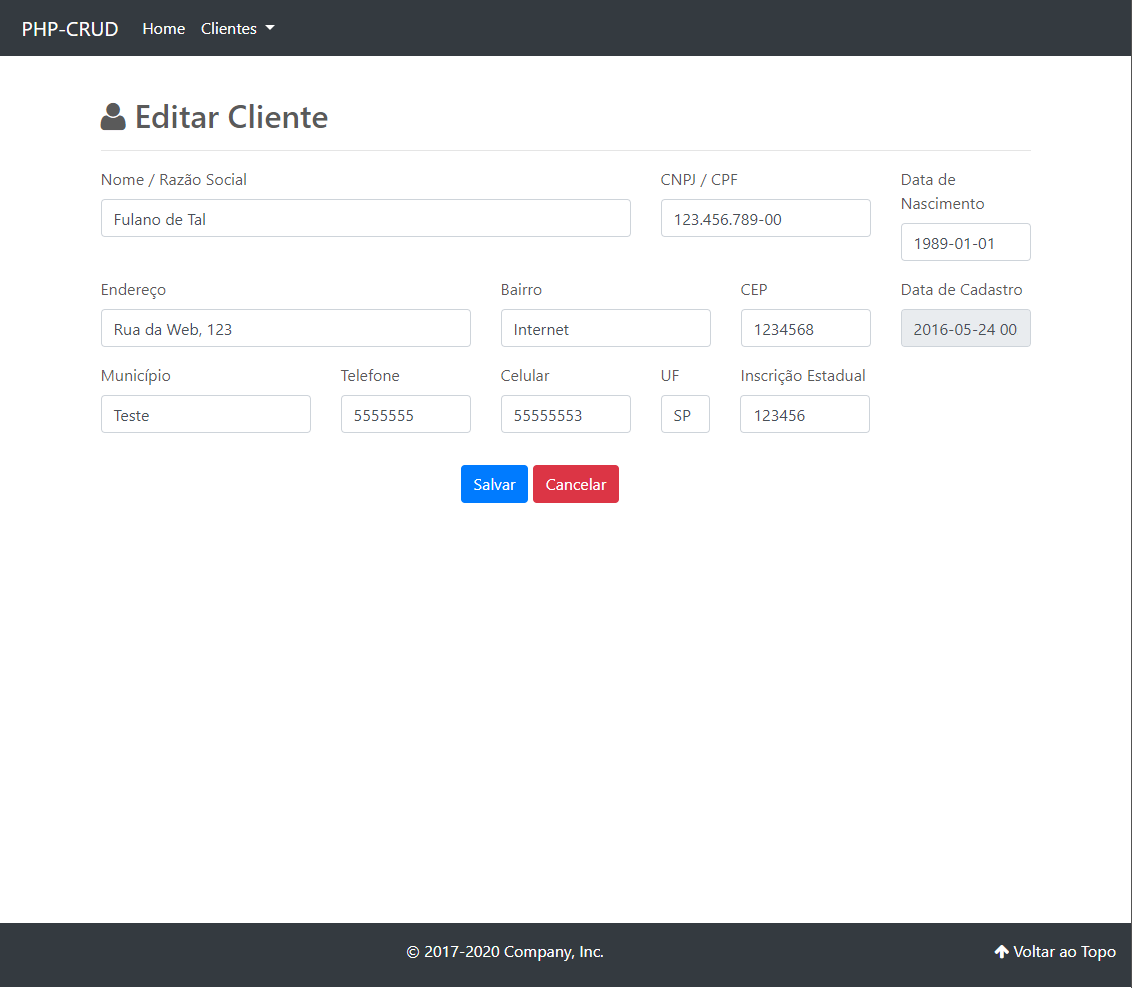 PHP-CRUD Home Clientes
Editar Cliente
Nome / Razão Social
Fulano de Tal
CNPJ / CPF
123.456.789-00
Data de
Nascimento
1989-01-01
Endereço
Rua da Web, 123
Bairro
Internet
CEP
1234568
Data de Cadastro
2016-05-24 00
Município
Teste
Telefone
5555555
Celular
55555553
UF
SP
Inscrição Estadual
123456
Salvar Cancelar
© 2017-2020 Company, Inc.
Voltar ao Topo